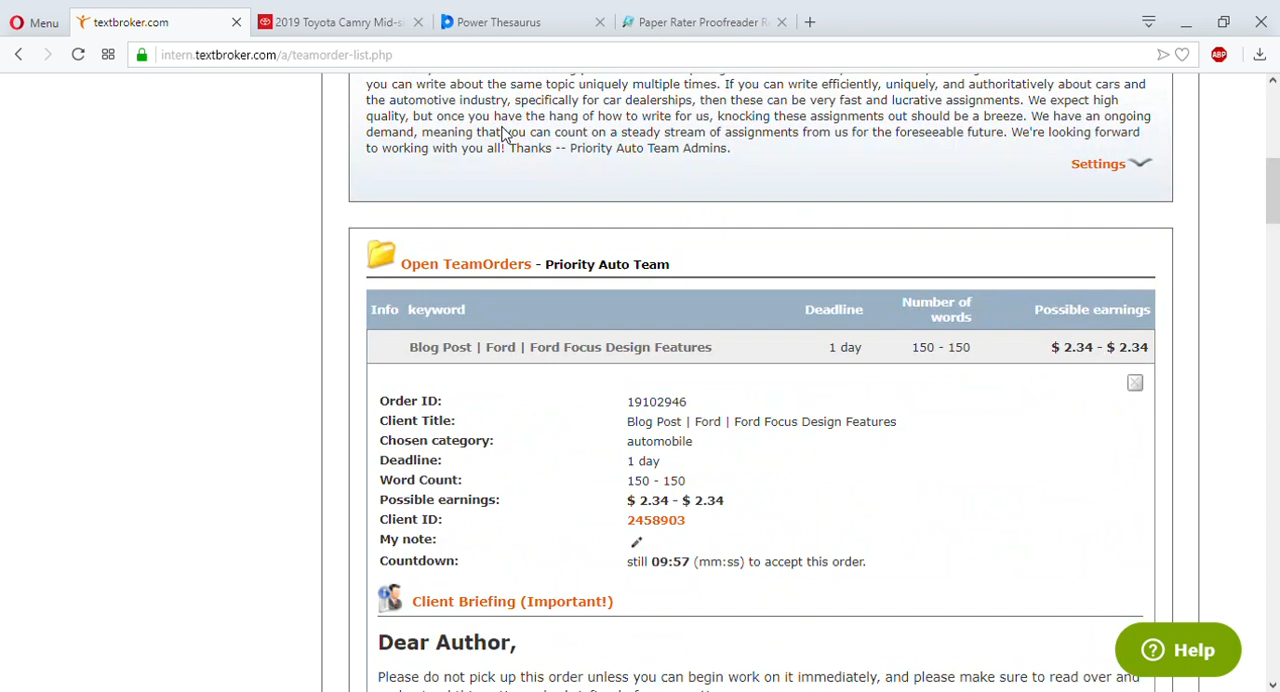 Menu
textbroker.com
2019 Toyota Camry Mid-si
Power Thesaurus
Paper Rater Proofreader R
intern.textbroker.com/a/teamorder-list.php
ABP
you can write about the same topic uniquely multiple times. If you can write efficiently, uniquely, and authoritatively about cars and
the automotive industry, specifically for car dealerships, then these can be very fast and lucrative assignments. We expect high
quality, but once you have the hang of how to write for us, knocking these assignments out should be a breeze. We have an ongoing
demand, meaning that you can count on a steady stream of assignments from us for the foreseeable future. We're looking forward
to working with you all! Thanks -- Priority Auto Team Admins.
Settings
Open TeamOrders - Priority Auto Team
Info keyword Deadline Number of words Possible earnings
Blog Post | Ford | Ford Focus Design Features 1 day 150 - 150 $ 2.34 - $ 2.34
Order ID: 19102946
Client Title: Blog Post | Ford | Ford Focus Design Features
Chosen category: automobile
Deadline: 1 day
Word Count: 150 - 150
Possible earnings: $ 2.34 - $ 2.34
Client ID: 2458903
My note:
Countdown: still 09:57 (mm:ss) to accept this order.
Client Briefing (Important!)
Dear Author,
Please do not pick up this order unless you can begin work on it immediately, and please make sure to read over and
Help